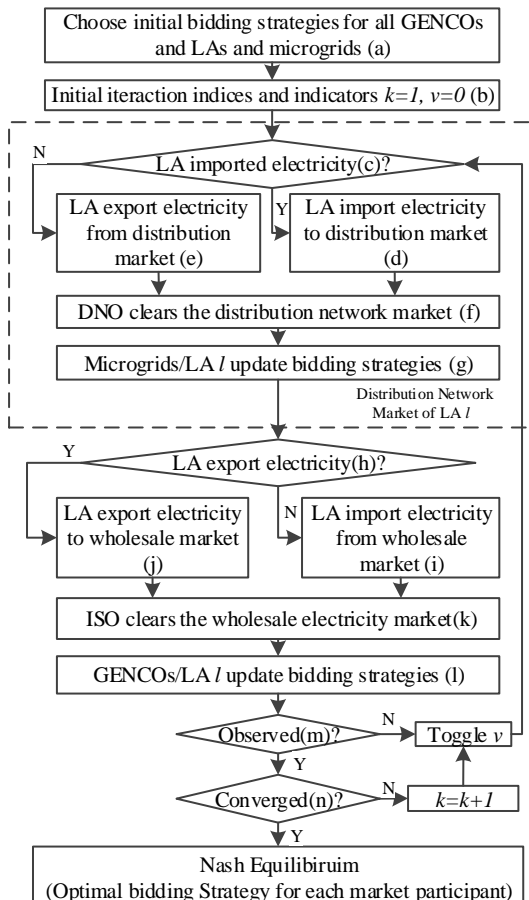 Choose initial bidding strategies for all GENCOs
and LAs and microgrids (a)
Initial iteraction indices and indicators k=1, v=0 (b)
N
LA imported electricity(c)?
LA export electricity
from distribution
market (e)
Y
LA import electricity
to distribution market
(d)
DNO clears the distribution network market (f)
Microgrids/LA l update bidding strategies (g)
Distribution Network
Market of LA l
Y
LA export electricity(h)?
LA export electricity
to wholesale market
(j)
N
LA import electricity
from wholesale
market (i)
ISO clears the wholesale electricity market(k)
GENCOs/LA l update bidding strategies (l)
Observed(m)?
N
Toggle v
Y
Converged(n)?
N
k=k+1
Y
Nash Equilibiruim
(Optimal bidding Strategy for each market participant)